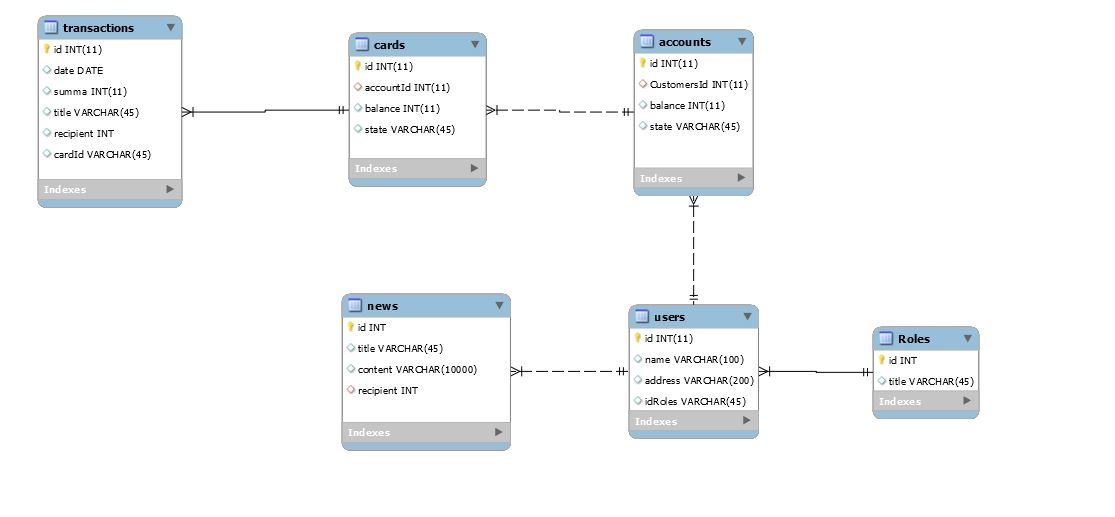 transactions
id INT(11)
date DATE
summa INT(11)
title VARCHAR(45)
recipient INT
cardId VARCHAR(45)
Indexes
cards
id INT(11)
accountId INT(11)
balance INT(11)
state VARCHAR(45)
Indexes
accounts
id INT(11)
CustomersId INT(11)
balance INT(11)
state VARCHAR(45)
Indexes
news
id INT
title VARCHAR(45)
content VARCHAR(10000)
recipient INT
Indexes
users
id INT(11)
name VARCHAR(100)
address VARCHAR(200)
idRoles VARCHAR(45)
Indexes
Roles
id INT
title VARCHAR(45)
Indexes